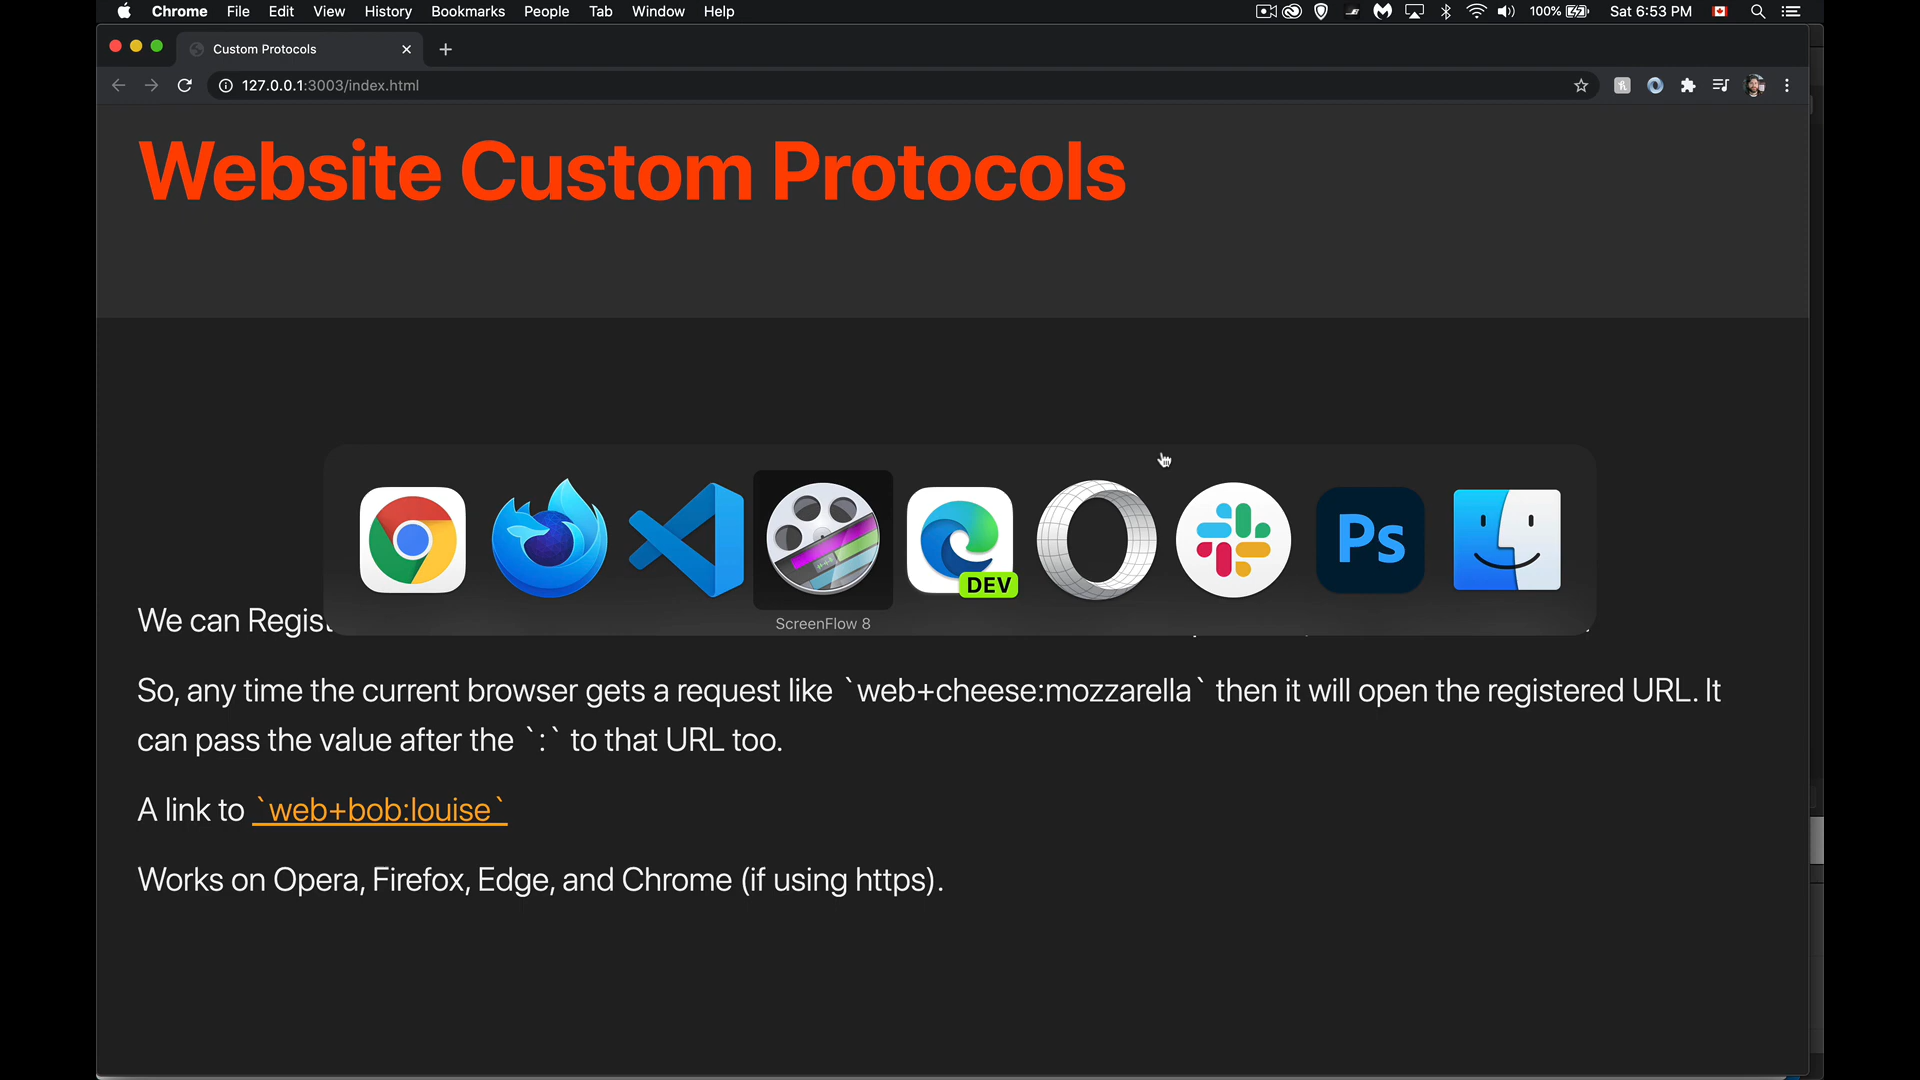 Chrome File Edit View History Bookmarks People Tab Window Help 100% Sat 6:53 PM
Custom Protocols
127.0.0.1:3003/index.html
Website Custom Protocols
DEV
Ps
ScreenFlow 8
We can Regist
So, any time the current browser gets a request like `web+cheese:mozzarella` then it will open the registered URL. It
can pass the value after the `:` to that URL too.
A link to `web+bob:louise`
Works on Opera, Firefox, Edge, and Chrome (if using https).